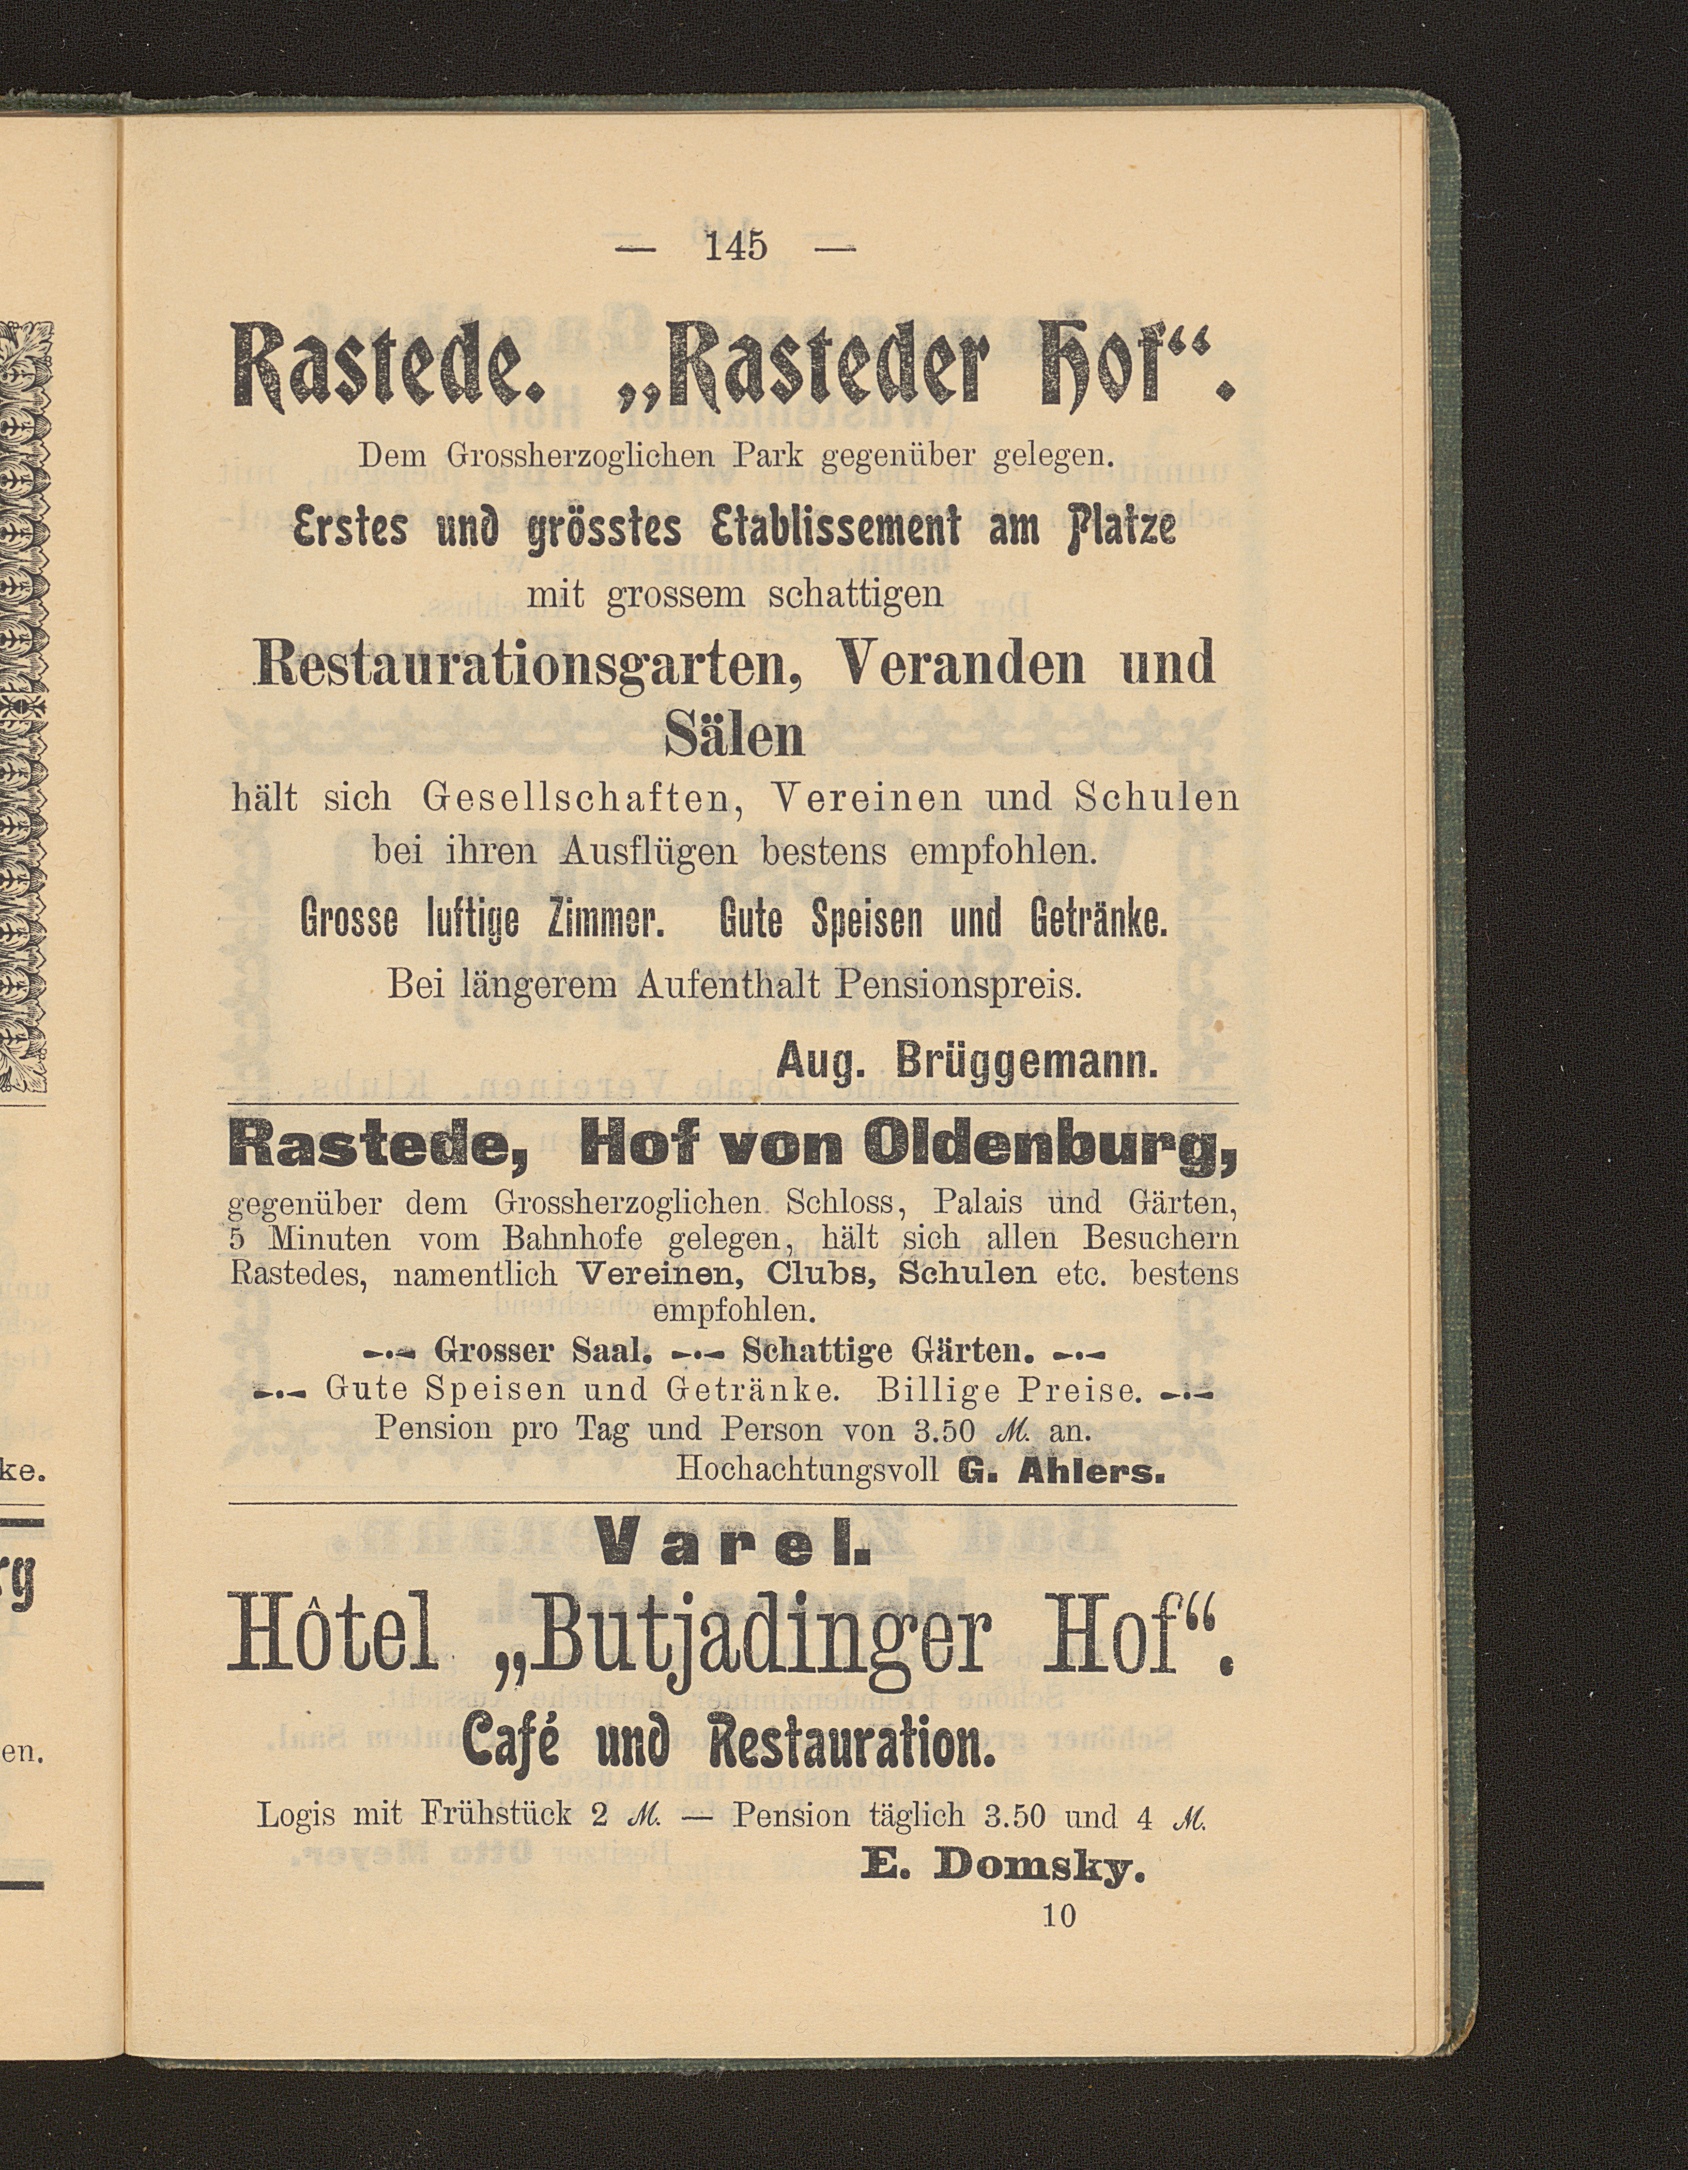 — 145 —
Rastede. „Rasteder Hof“.
Dem Grossherzoglichen Park gegenüber gelegen.
Erstes und grösstes Etablissement am Platze
mit grossem schattigen
Restaurationsgarten, Veranden und
Sälen
hält sich Gesellschaften, Vereinen und Schulen
bei ihren Ausflügen bestens empfohlen.
Grosse luftige Zimmer. Gute Speisen und Getränke.
Bei längerem Aufenthalt Pensionspreis.
Aug. Brüggemann.
Rastede, Hof von Oldenburg,
gegenüber dem Grossherzoglichen Schloss, Palais und Gärten,
5 Minuten vom Bahnhofe gelegen, hält sich allen Besuchern
Rastedes, namentlich Vereinen, Clubs, Schulen etc. bestens
empfohlen.
Grosser Saal. Schattige Gärten.
Gute Speisen und Getränke. Billige Preise.
Pension pro Tag und Person von 3.50 M. an.
Hochachtungsvoll G. Ahlers.
Varel.
Hôtel „Butjadinger Hof“.
Café und Restauration.
Logis mit Frühstück 2 M. — Pension täglich 3.50 und 4 M.
E. Domsky.
10